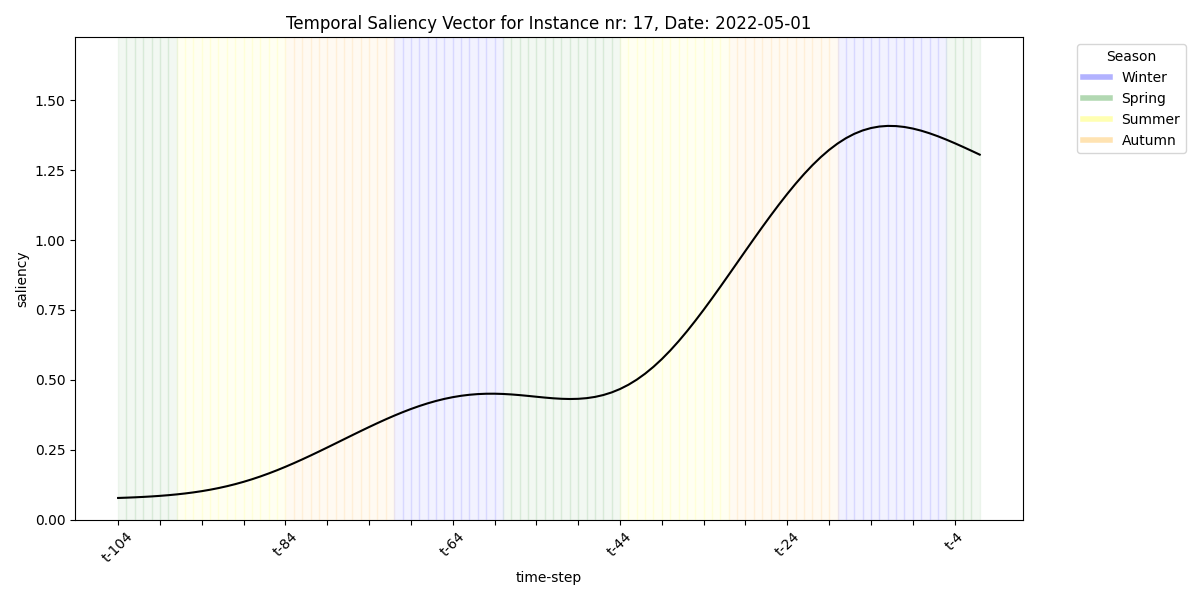 Temporal Saliency Vector for Instance nr: 17, Date: 2022-05-01
Season
Winter
Spring
Summer
Autumn
saliency
1.50
1.25
1.00
0.75
0.50
0.25
0.00
t-104 t-84 t-64 t-44 t-24 t-4
time-step